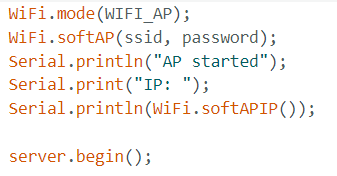 WiFi.mode(WIFI_AP);
WiFi.softAP(ssid, password);
Serial.println("AP started");
Serial.print("IP: ");
Serial.println(WiFi.softAPIP());
server.begin();